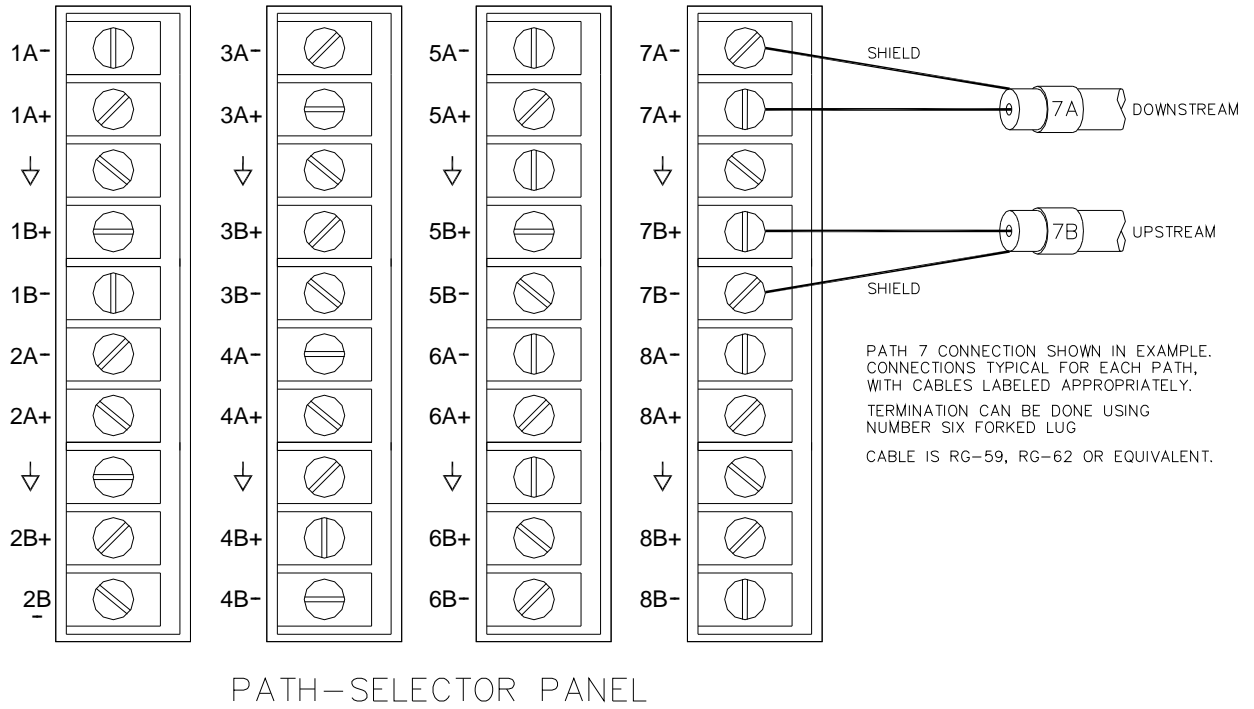 1A-
1A+
1B+
1B-
2A-
2A+
2B+
2B
-
3A-
3A+
3B+
3B-
4A-
4A+
4B+
4B-
5A-
5A+
5B+
5B-
6A-
6A+
6B+
6B-
7A-
7A+
7B+
7B-
8A-
8A+
8B+
8B-
SHIELD
7A
DOWNSTREAM
7B
UPSTREAM
SHIELD
PATH 7 CONNECTION SHOWN IN EXAMPLE.
CONNECTIONS TYPICAL FOR EACH PATH,
WITH CABLES LABELED APPROPRIATELY.
TERMINATION CAN BE DONE USING
NUMBER SIX FORKED LUG
CABLE IS RG-59, RG-62 OR EQUIVALENT.
PATH-SELECTOR PANEL